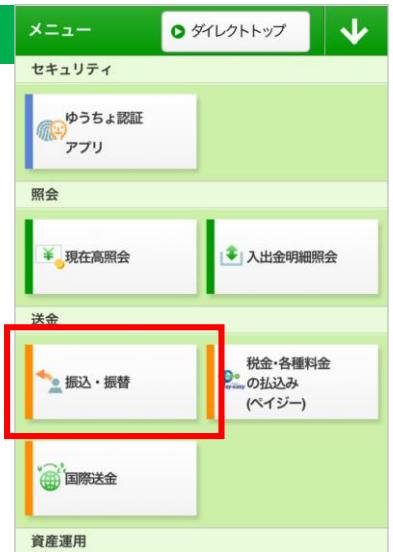 メニュー
ダイレクトトップ
セキュリティ
ゆうちょ認証
アプリ
照会
現在高照会
入出金明細照会
送金
振込・振替
税金・各種料金
の払込み
(ペイジー)
国際送金
資産運用